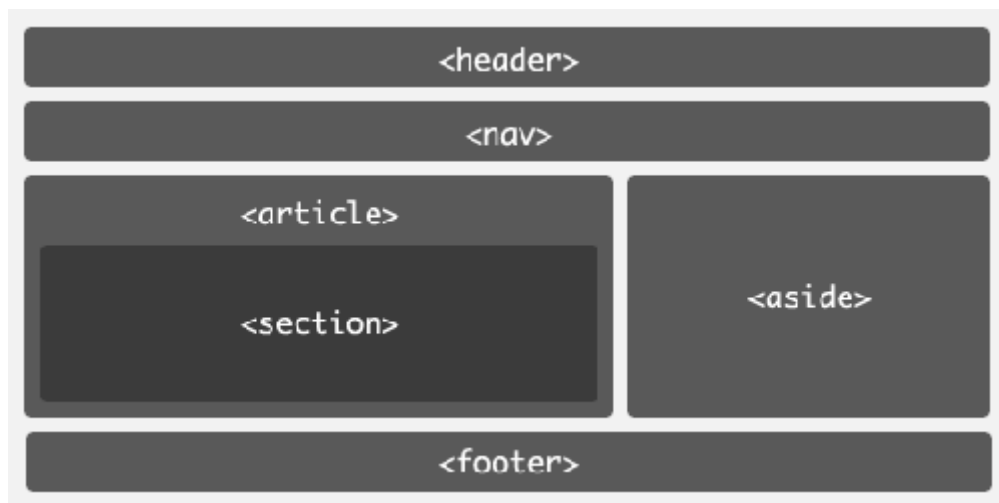 <header>
<nav>
<article>
<section>
<aside>
<footer>